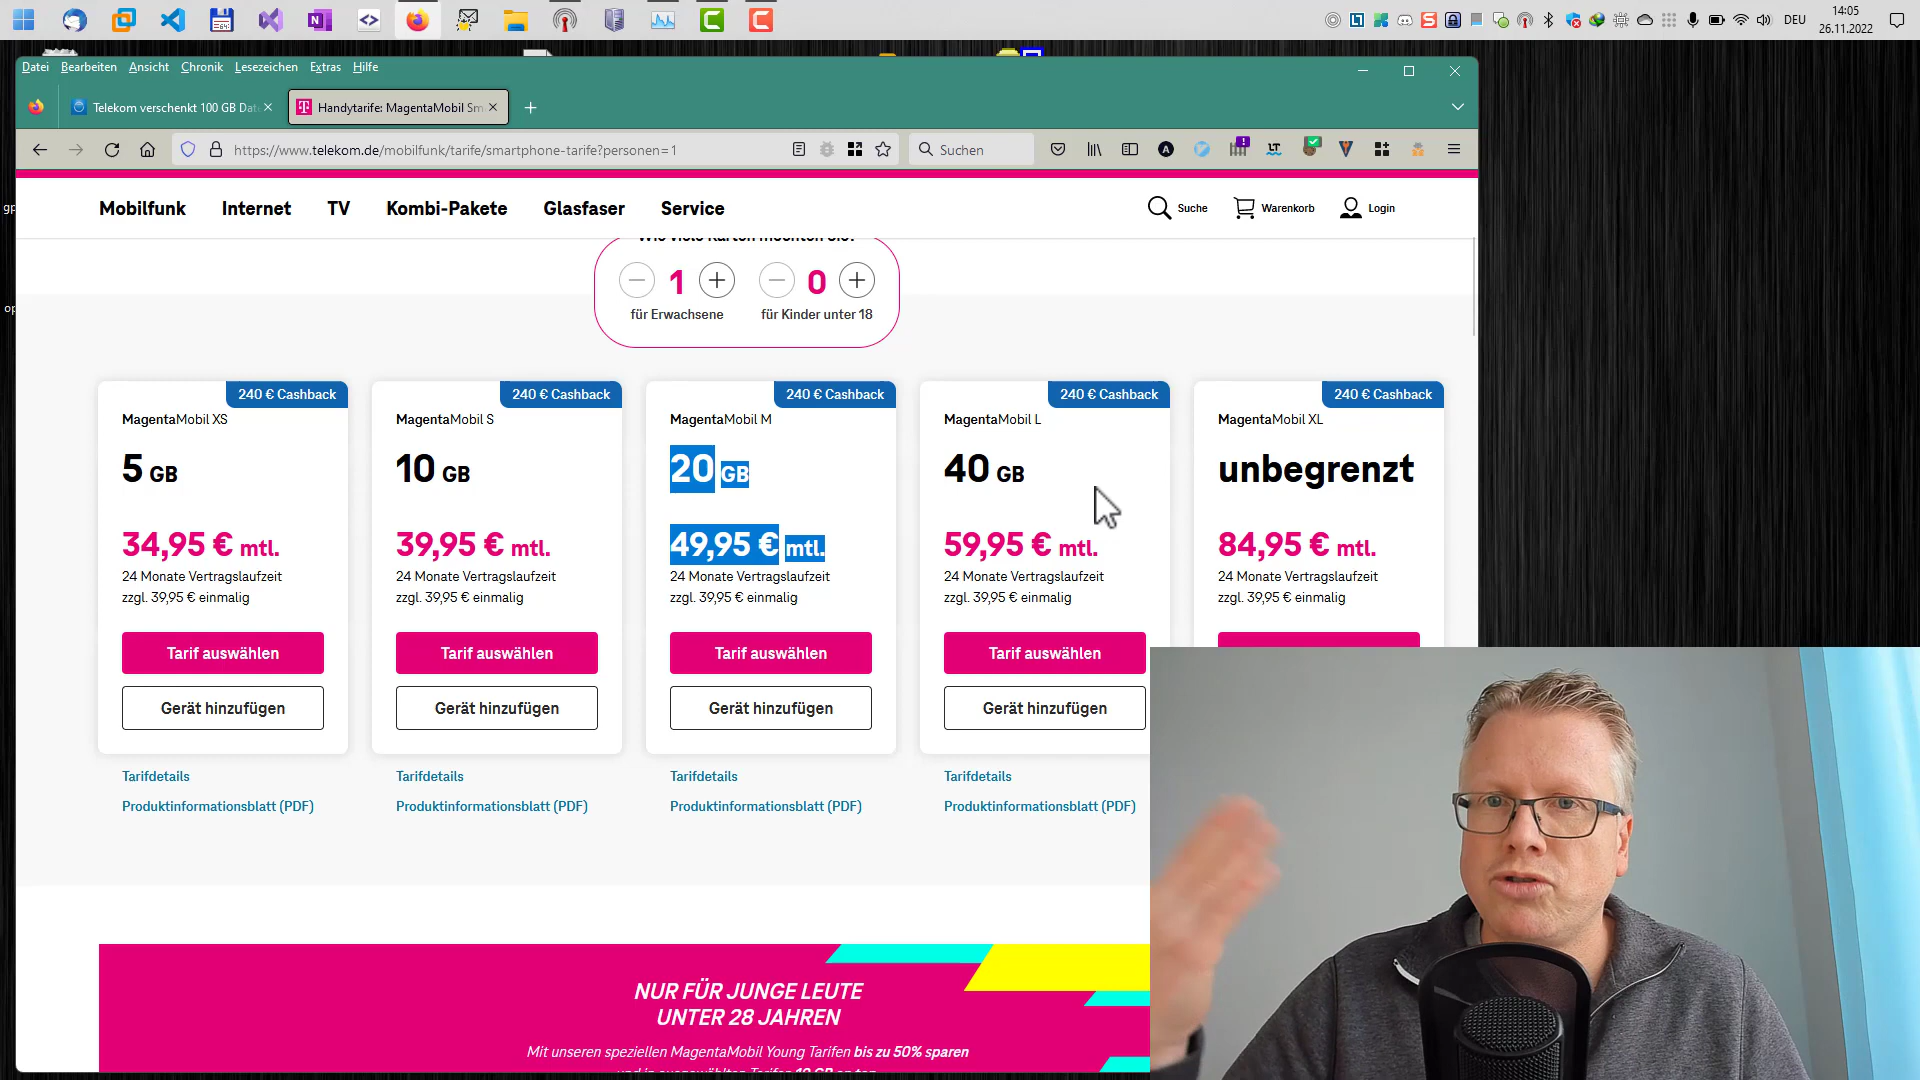 14:05
DEU
26.11.2022
Datei Bearbeiten Ansicht Chronik Lesezeichen Extras Hilfe
Telekom verschenkt 100 GB Dat
Handytarife: MagentaMobil Sm
https://www.telekom.de/mobilfunk/tarife/smartphone-tarife?personen=1
Suchen
Mobilfunk Internet TV Kombi-Pakete Glasfaser Service
Suche Warenkorb Login
Wie viele Karten möchten Sie?
1 0
für Erwachsene für Kinder unter 18
240 € Cashback 240 € Cashback 240 € Cashback 240 € Cashback 240 € Cashback
MagentaMobil XS MagentaMobil S MagentaMobil M MagentaMobil L MagentaMobil XL
5 GB 10 GB 20 GB 40 GB unbegrenzt
34,95 € mtl. 39,95 € mtl. 49,95 € mtl. 59,95 € mtl. 84,95 € mtl.
24 Monate Vertragslaufzeit 24 Monate Vertragslaufzeit 24 Monate Vertragslaufzeit 24 Monate Vertragslaufzeit 24 Monate Vertragslaufzeit
zzgl. 39,95 € einmalig zzgl. 39,95 € einmalig zzgl. 39,95 € einmalig zzgl. 39,95 € einmalig zzgl. 39,95 € einmalig
Tarif auswählen Tarif auswählen Tarif auswählen Tarif auswählen
Gerät hinzufügen Gerät hinzufügen Gerät hinzufügen Gerät hinzufügen
Tarifdetails Tarifdetails Tarifdetails Tarifdetails
Produktinformationsblatt (PDF) Produktinformationsblatt (PDF) Produktinformationsblatt (PDF) Produktinformationsblatt (PDF)
NUR FÜR JUNGE LEUTE
UNTER 28 JAHREN
Mit unseren speziellen MagentaMobil Young Tarifen bis zu 50% sparen